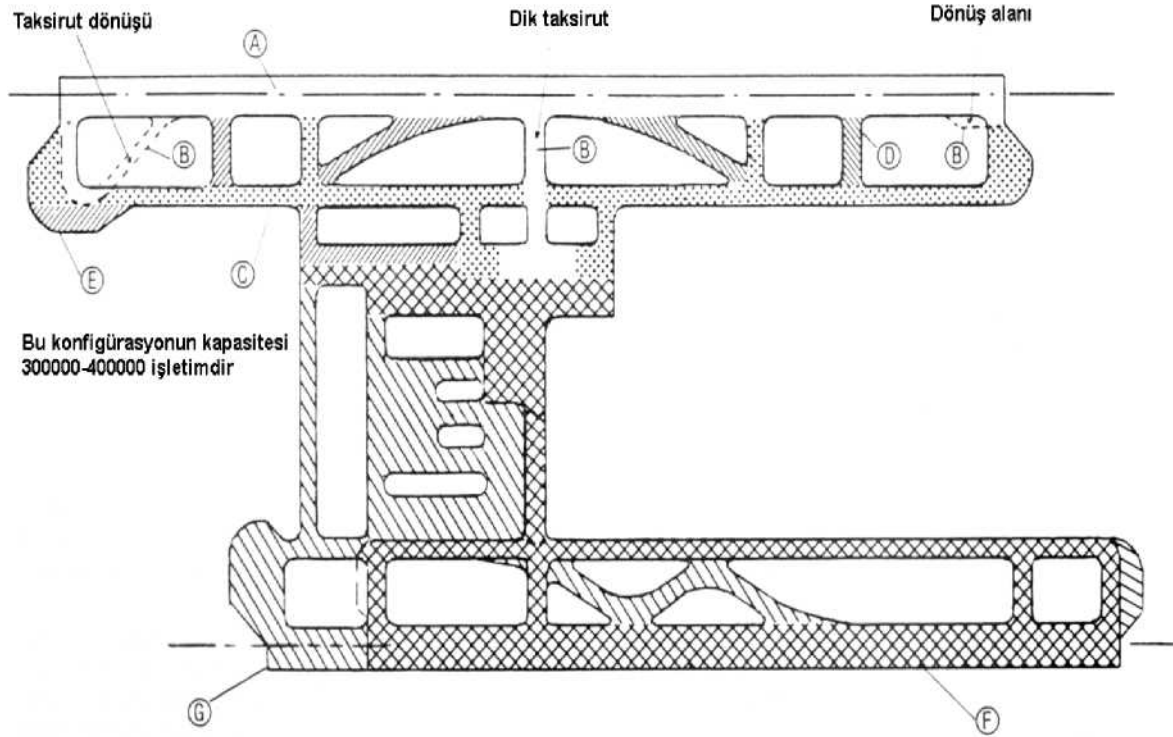 Taksirut dönüşü
Dik taksirut
Dönüş alanı
A
B
B
D
B
E
C
Bu konfigürasyonun kapasitesi
300000-400000 işletimdir
G
F